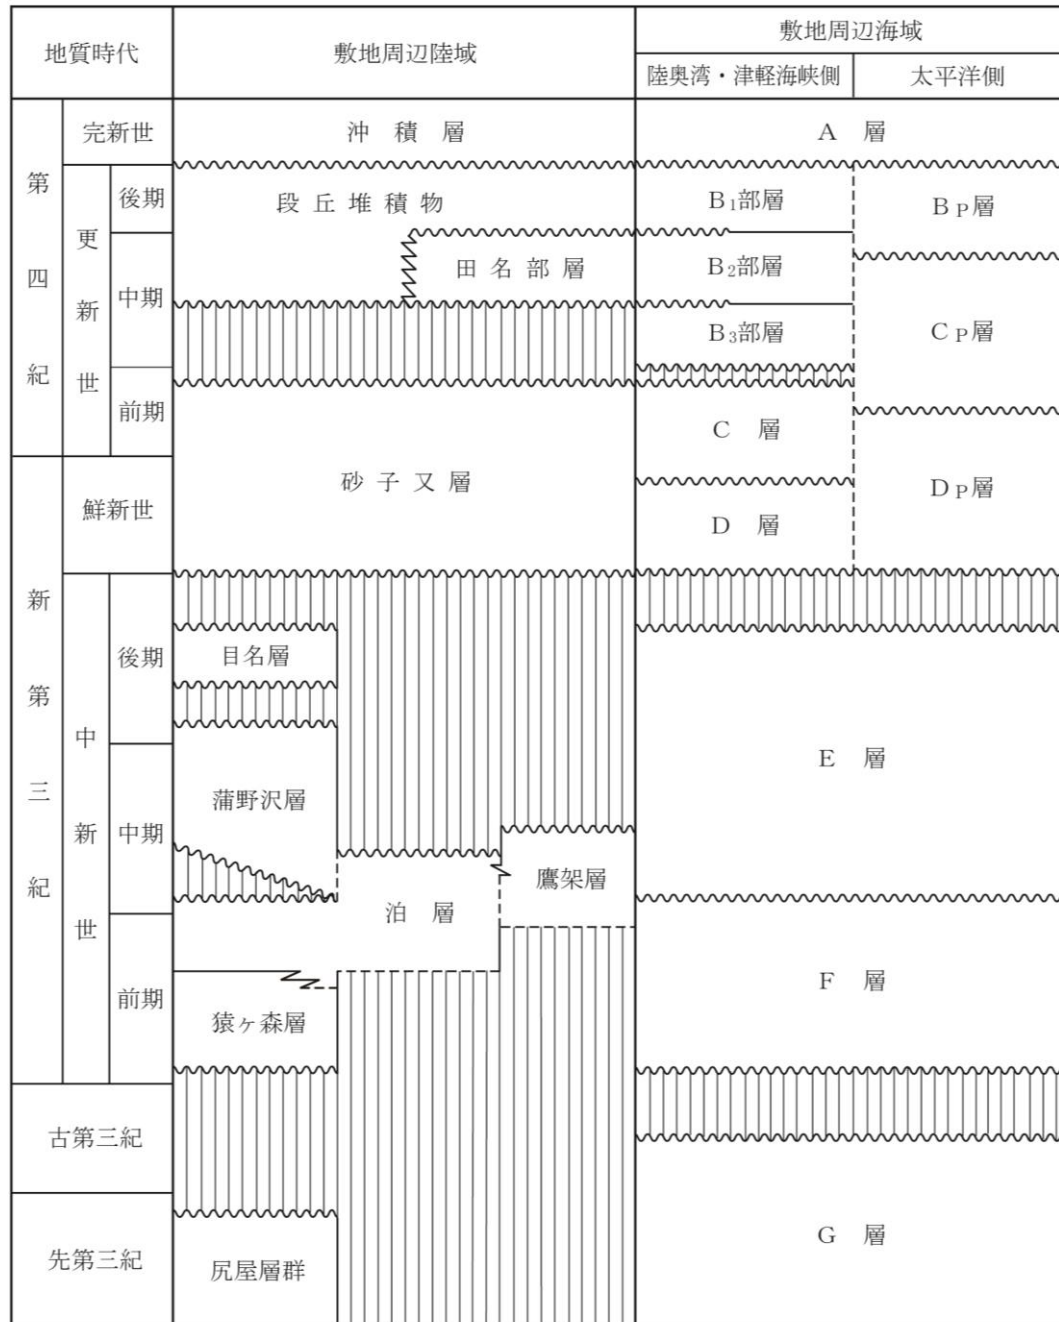 地質時代
敷地周辺陸域
敷地周辺海域
陸奥湾・津軽海峡側
太平洋側
第四紀
完新世
更新世
後期
中期
前期
新第三紀
鮮新世
中新世
後期
中期
前期
古第三紀
先第三紀
沖積層
段丘堆積物
田名部層
砂子又層
目名層
蒲野沢層
泊層
鷹架層
猿ヶ森層
尻屋層群
A 層
B₁部層
B₂部層
B₃部層
C 層
D 層
BP層
CP層
DP層
E 層
F 層
G 層